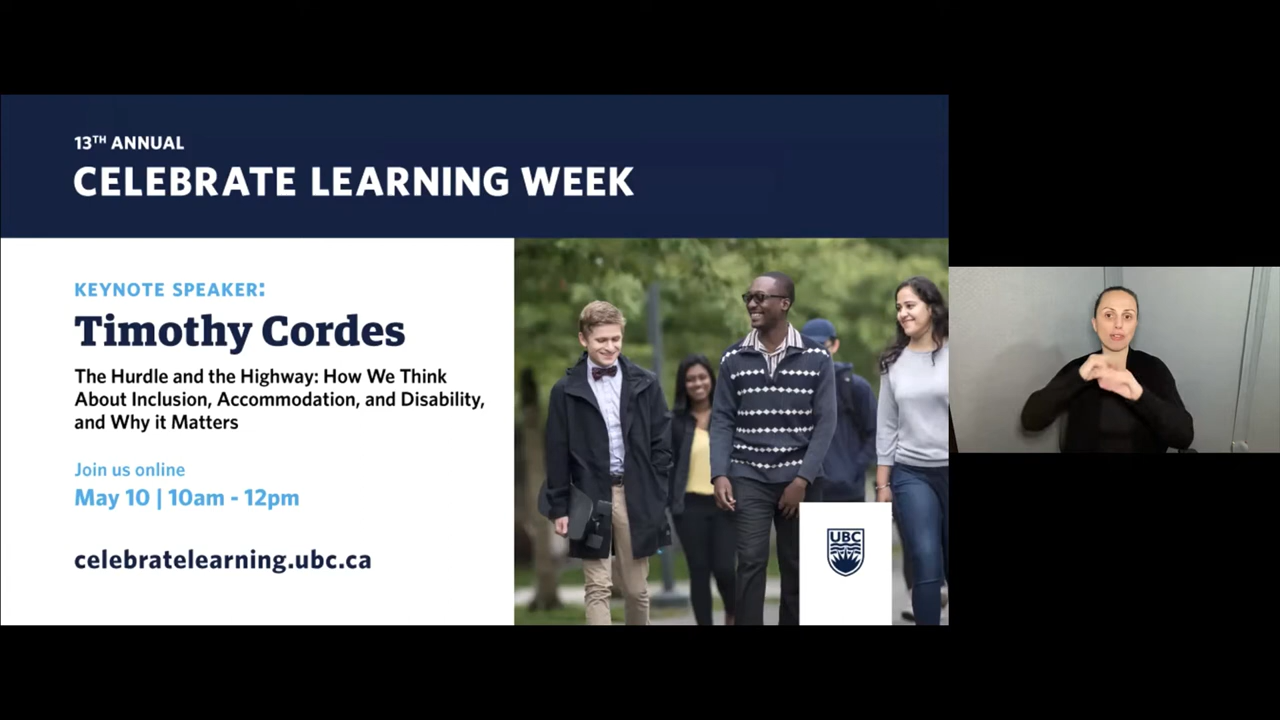 13TH ANNUAL
CELEBRATE LEARNING WEEK
KEYNOTE SPEAKER:
Timothy Cordes
The Hurdle and the Highway: How We Think
About Inclusion, Accommodation, and Disability,
and Why it Matters
Join us online
May 10 | 10am - 12pm
celebratelearning.ubc.ca
UBC